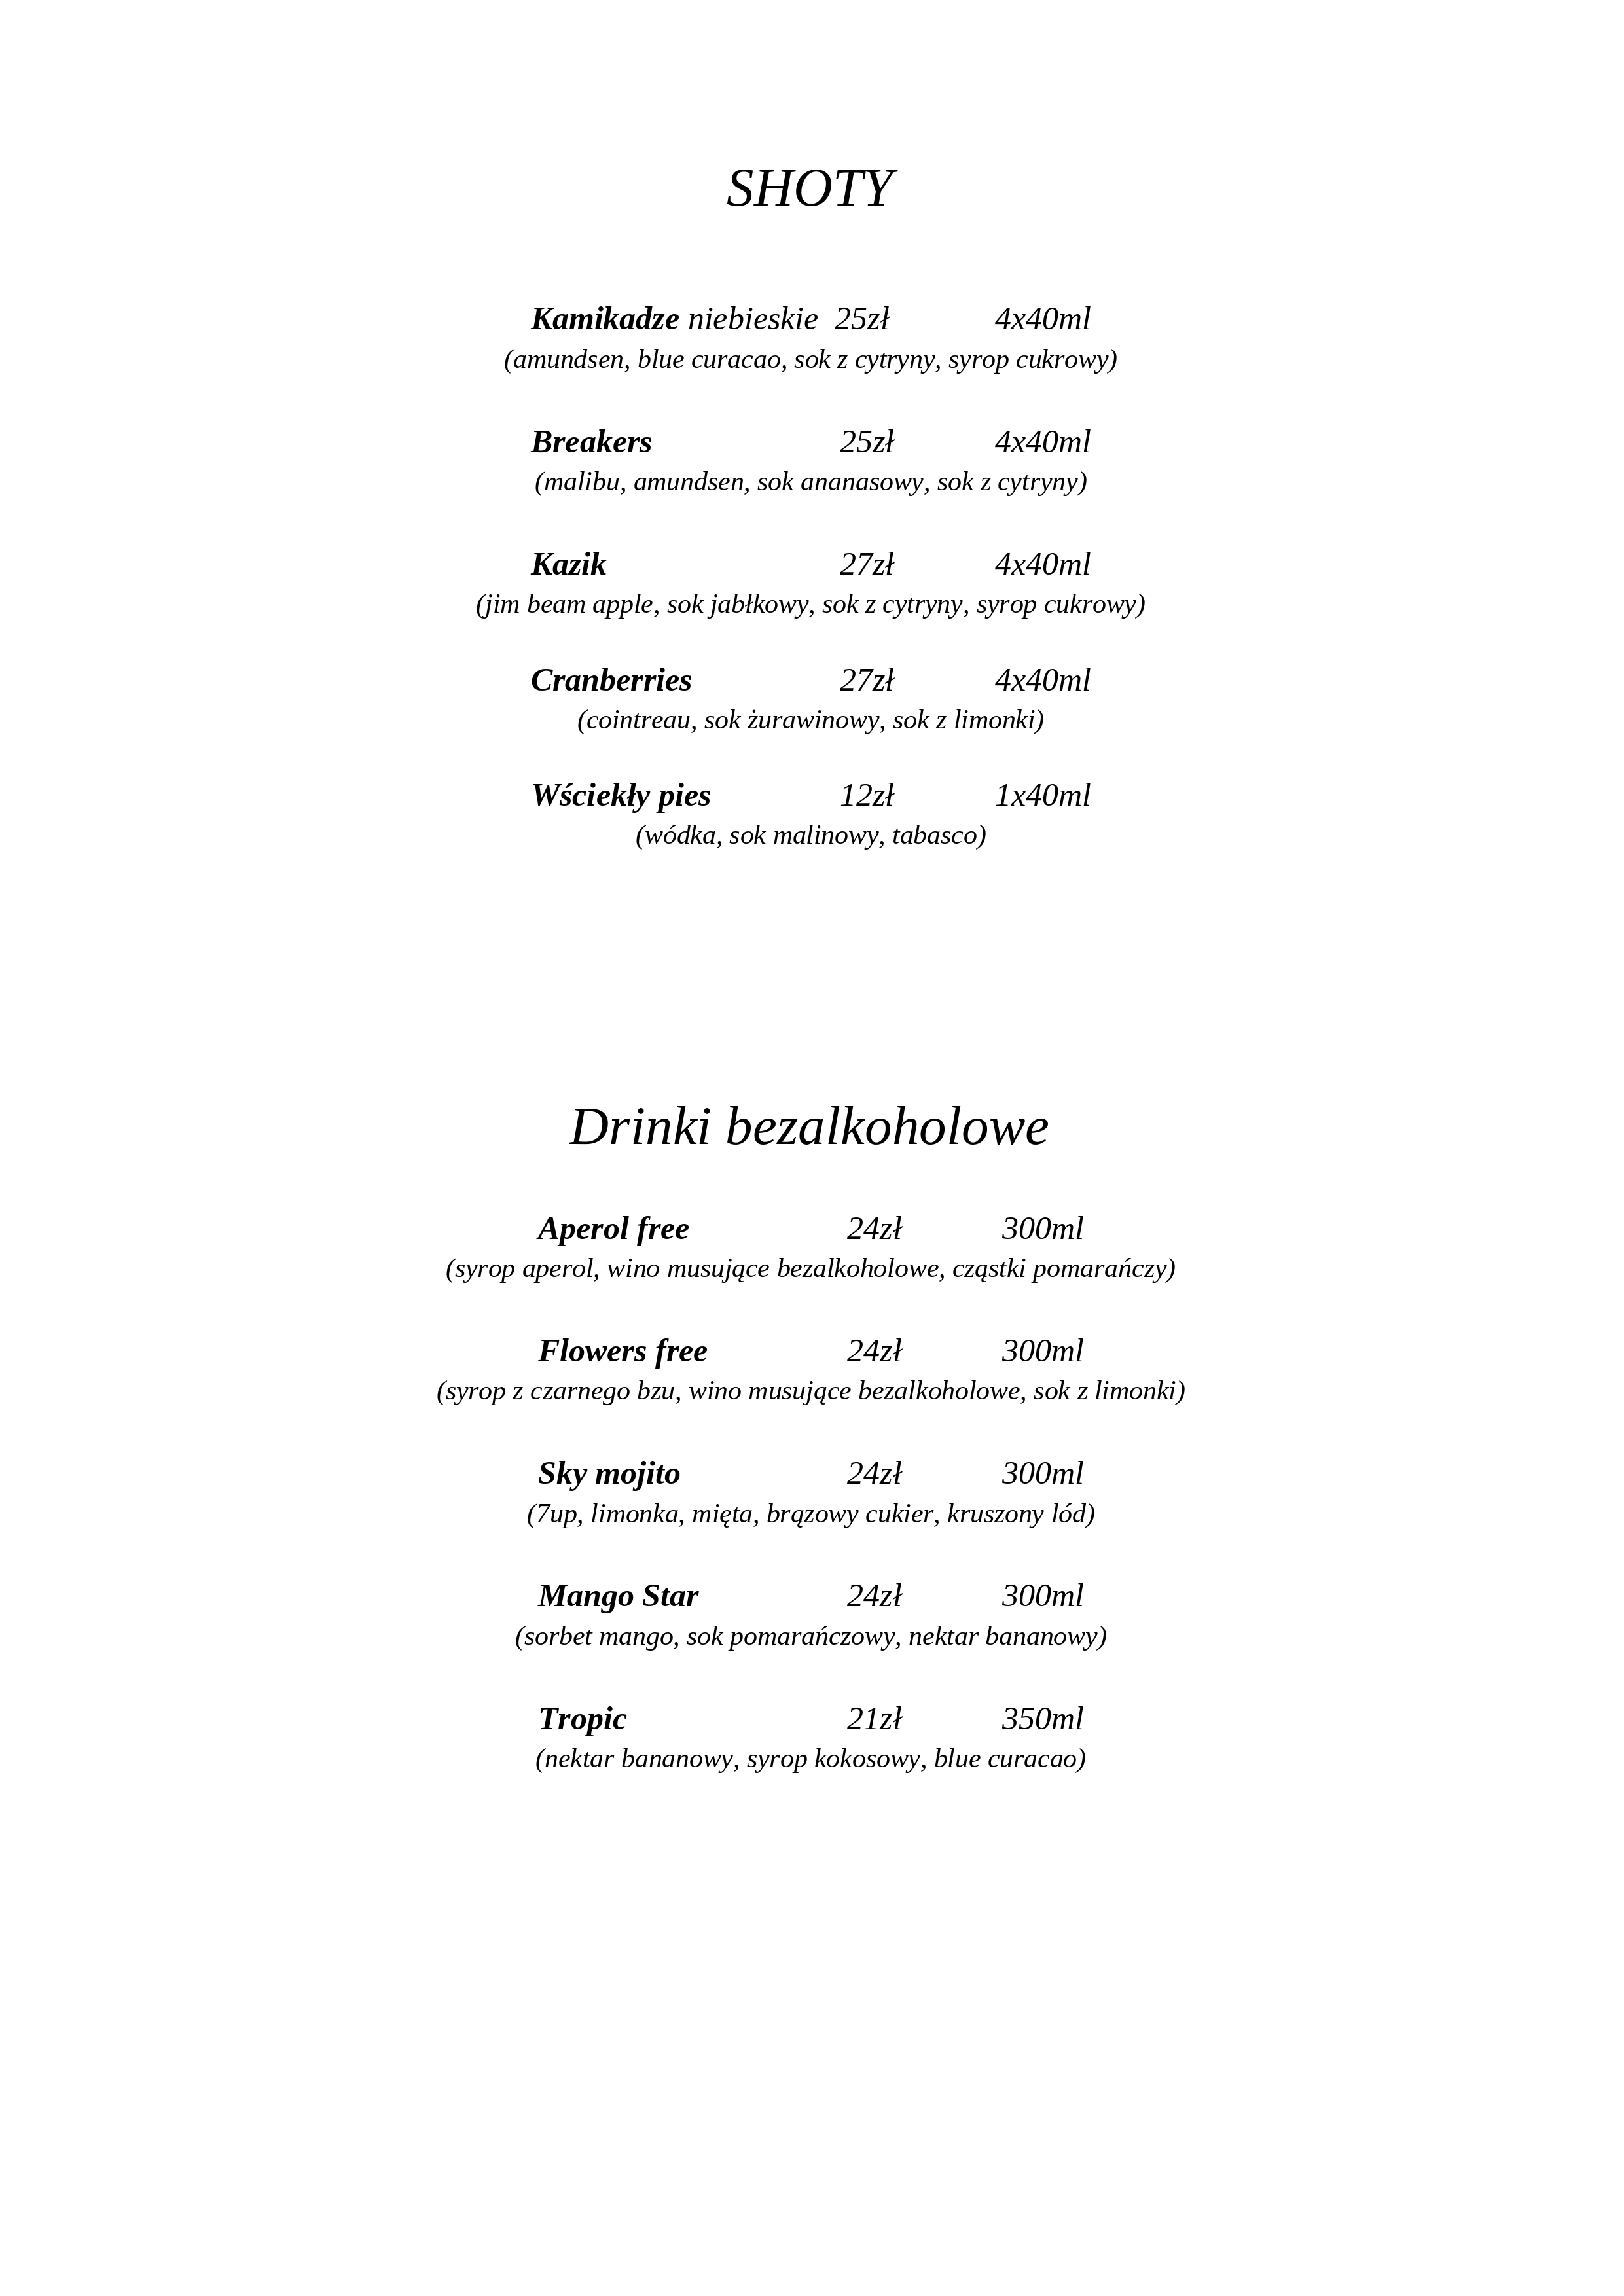 SHOTY
Kamikadze niebieskie 25zł 4x40ml
(amundsen, blue curacao, sok z cytryny, syrop cukrowy)
Breakers 25zł 4x40ml
(malibu, amundsen, sok ananasowy, sok z cytryny)
Kazik 27zł 4x40ml
(jim beam apple, sok jabłkowy, sok z cytryny, syrop cukrowy)
Cranberries 27zł 4x40ml
(cointreau, sok żurawinowy, sok z limonki)
Wściekły pies 12zł 1x40ml
(wódka, sok malinowy, tabasco)
Drinki bezalkoholowe
Aperol free 24zł 300ml
(syrop aperol, wino musujące bezalkoholowe, cząstki pomarańczy)
Flowers free 24zł 300ml
(syrop z czarnego bzu, wino musujące bezalkoholowe, sok z limonki)
Sky mojito 24zł 300ml
(7up, limonka, mięta, brązowy cukier, kruszony lód)
Mango Star 24zł 300ml
(sorbet mango, sok pomarańczowy, nektar bananowy)
Tropic 21zł 350ml
(nektar bananowy, syrop kokosowy, blue curacao)